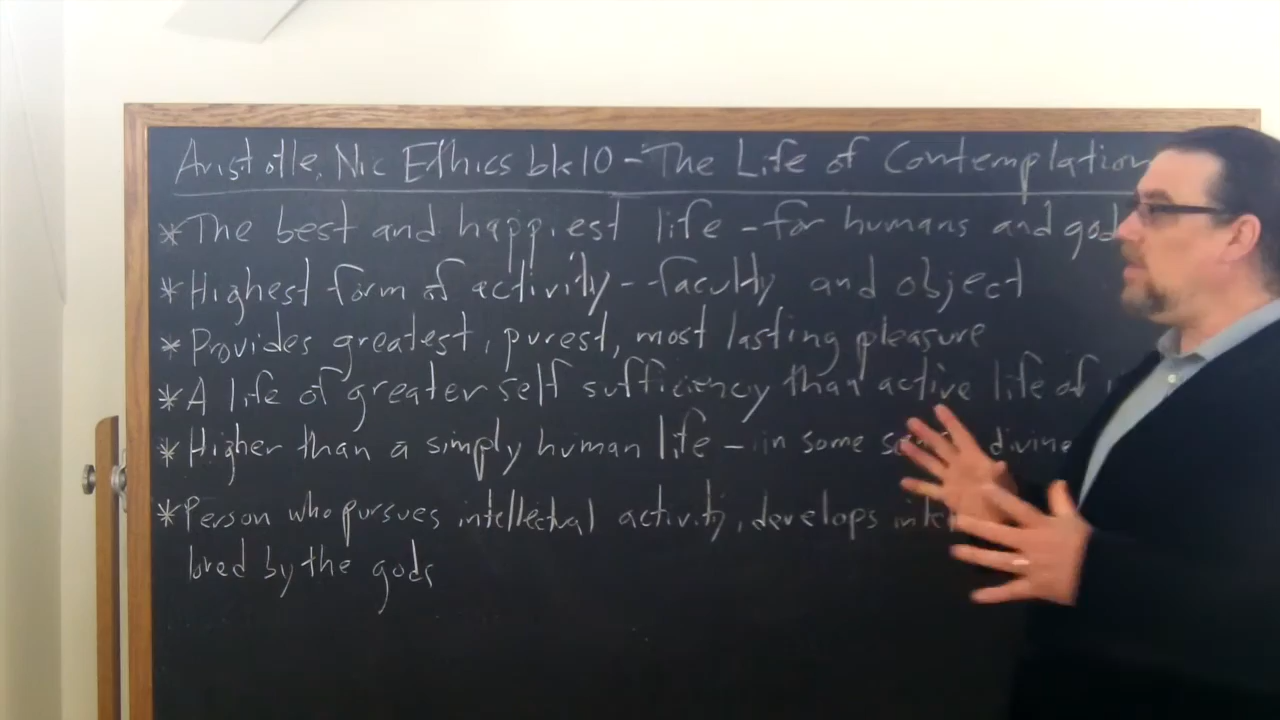 Aristotle, Nic Ethics bk 10 - The Life of Contemplation
* The best and happiest life - for humans and god
* Highest form of activity -- faculty and object
* Provides greatest, purest, most lasting pleasure
* A life of greater self sufficiency than active life of
* Higher than a simply human life - in some divine
* Person who pursues intellectual activity, develops
loved by the gods